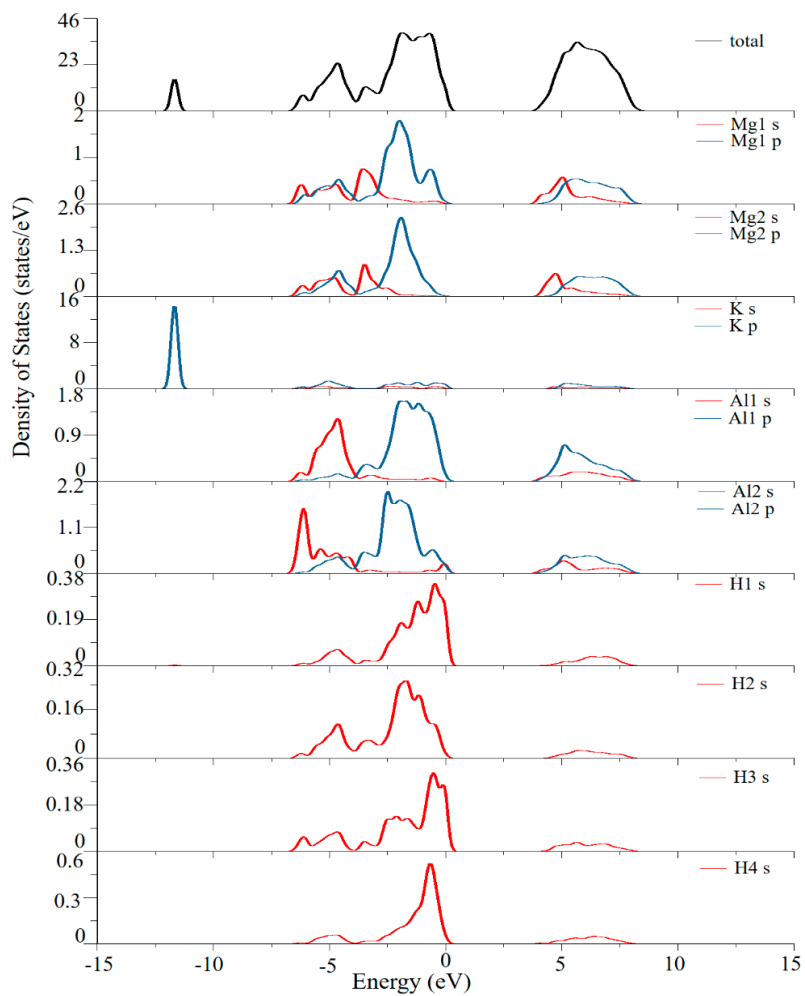 46
total
23
0
2
Mg1 s
Mg1 p
1
0
2.6
Mg2 s
Mg2 p
1.3
0
16
K s
K p
8
0
1.8
Al1 s
Al1 p
0.9
0
2.2
Al2 s
Al2 p
1.1
0
0.38
H1 s
0.19
0
0.32
H2 s
0.16
0
0.36
H3 s
0.18
0
0.6
H4 s
0.3
0
Density of States (states/eV)
-15
-10
-5
0
5
10
15
Energy (eV)